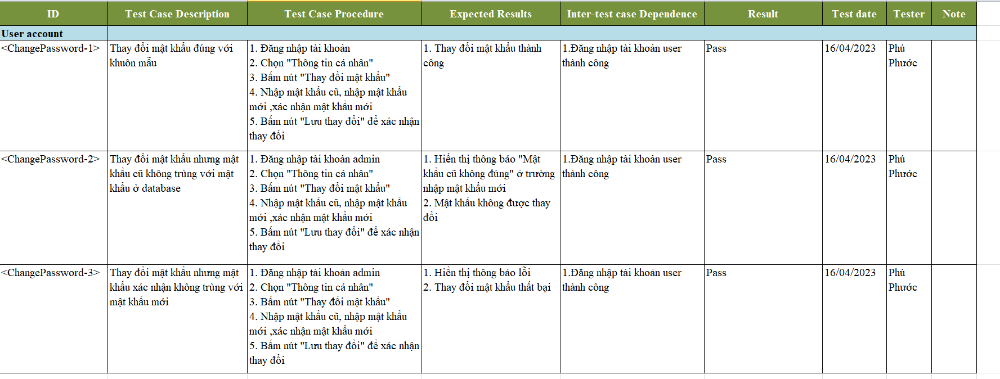 ID
Test Case Description
Test Case Procedure
Expected Results
Inter-test case Dependence
Result
Test date
Tester
Note
User account
<ChangePassword-1>
Thay đổi mật khẩu đúng với
khuôn mẫu
1. Đăng nhập tài khoản
2. Chọn "Thông tin cá nhân"
3. Bấm nút "Thay đổi mật khẩu"
4. Nhập mật khẩu cũ, nhập mật khẩu
mới ,xác nhận mật khẩu mới
5. Bấm nút "Lưu thay đổi" để xác nhận
thay đổi
1. Thay đổi mật khẩu thành
công
1.Đăng nhập tài khoản user
thành công
Pass
16/04/2023
Phú
Phước
<ChangePassword-2>
Thay đổi mật khẩu nhưng mật
khẩu cũ không trùng với mật
khẩu ở database
1. Đăng nhập tài khoản admin
2. Chọn "Thông tin cá nhân"
3. Bấm nút "Thay đổi mật khẩu"
4. Nhập mật khẩu cũ, nhập mật khẩu
mới ,xác nhận mật khẩu mới
5. Bấm nút "Lưu thay đổi" để xác nhận
thay đổi
1. Hiển thị thông báo "Mật
khẩu cũ không đúng" ở trường
nhập mật khẩu mới
2. Mật khẩu không được thay
đổi
1.Đăng nhập tài khoản user
thành công
Pass
16/04/2023
Phú
Phước
<ChangePassword-3>
Thay đổi mật khẩu nhưng mật
khẩu xác nhận không trùng với
mật khẩu mới
1. Đăng nhập tài khoản admin
2. Chọn "Thông tin cá nhân"
3. Bấm nút "Thay đổi mật khẩu"
4. Nhập mật khẩu cũ, nhập mật khẩu
mới ,xác nhận mật khẩu mới
5. Bấm nút "Lưu thay đổi" để xác nhận
thay đổi
1. Hiển thị thông báo lỗi
2. Thay đổi mật khẩu thất bại
1.Đăng nhập tài khoản user
thành công
Pass
16/04/2023
Phú
Phước